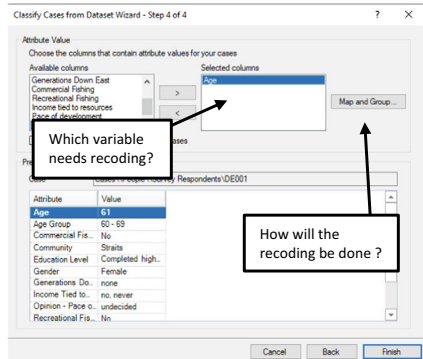 Classify Cases from Dataset Wizard - Step 4 of 4 ? ×
Attribute Value
Choose the columns that contain attribute values for your cases
Available columns Selected columns
Generations Down East
Commercial Fishing
Recreational Fishing
Income tied to resources
Pace of development
Age
>
<
Map and Group...
Which variable
needs recoding?
ases
Pre
Case Survey Respondents\DE001
Attribute Value
Age 61
Age Group 60 - 69
Commercial Fis... No
Community Straits
Education Level Completed high...
Gender Female
Generations Do... none
Income Tied to... no, never
Opinion - Pace o... undecided
Recreational Fis... No
How will the
recoding be done ?
Cancel Back Finish